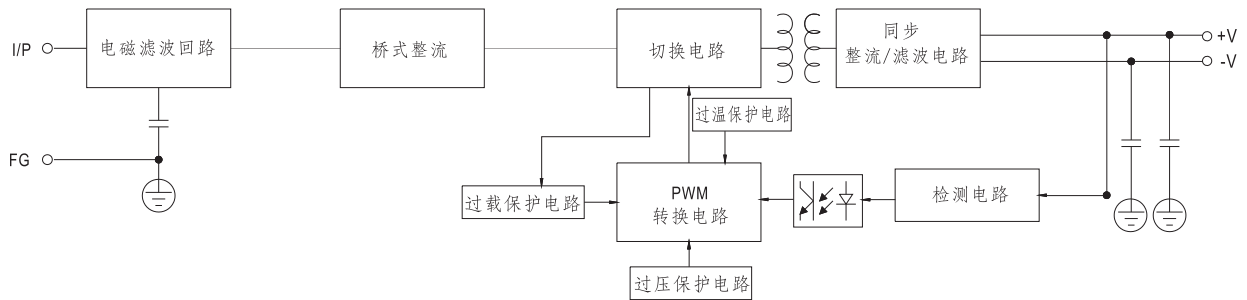 I/P
电磁滤波回路
桥式整流
切换电路
同步
整流/滤波电路
+V
-V
过温保护电路
FG
过载保护电路
PWM
转换电路
检测电路
过压保护电路